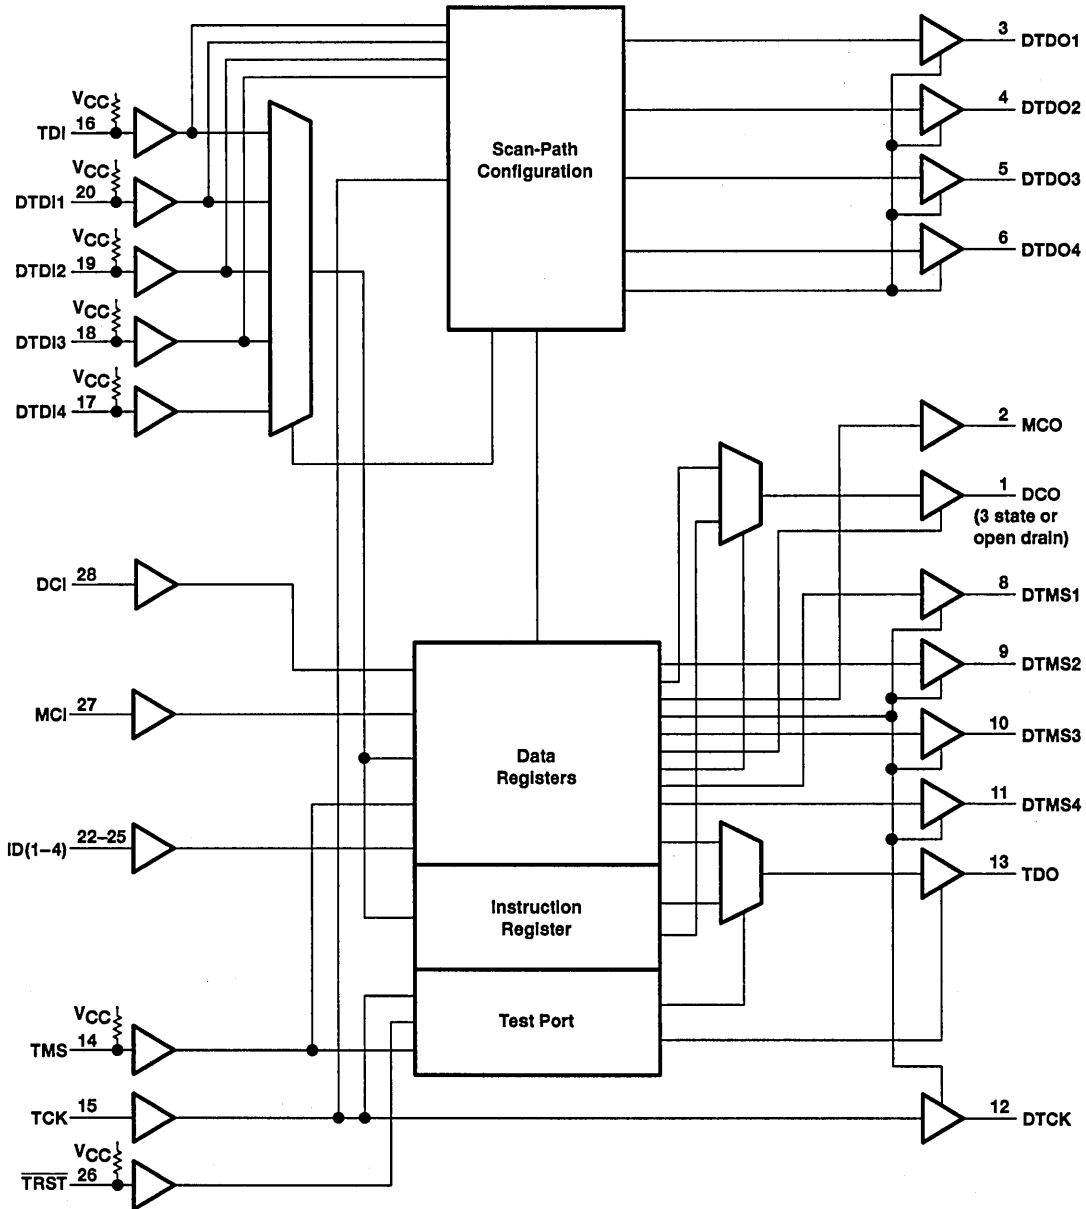 3
DTDO1
4
DTDO2
5
DTDO3
6
DTDO4
Scan-Path
Configuration
VCC
16
TDI
VCC
20
DTDI1
VCC
19
DTDI2
VCC
18
DTDI3
VCC
17
DTDI4
2
MCO
1
DCO
(3 state or
open drain)
28
DCI
8
DTMS1
9
DTMS2
27
MCI
10
DTMS3
Data
Registers
11
DTMS4
22–25
ID(1–4)
13
TDO
Instruction
Register
Test Port
VCC
14
TMS
15
TCK
12
DTCK
VCC
26
TRST